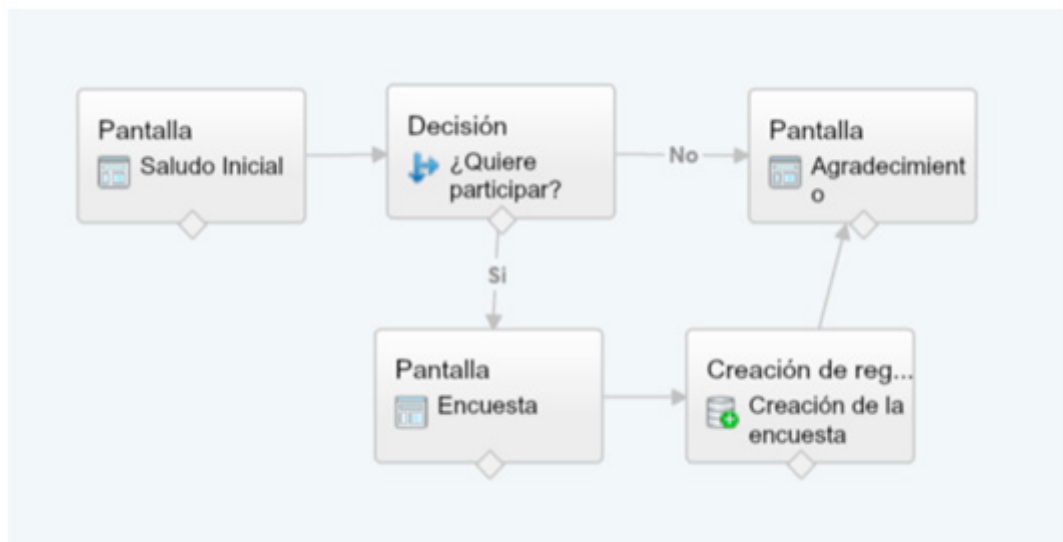 Pantalla
Saludo Inicial
Decisión
¿Quiere
participar?
No
Pantalla
Agradecimient
o
Si
Pantalla
Encuesta
Creación de reg...
Creación de la
encuesta